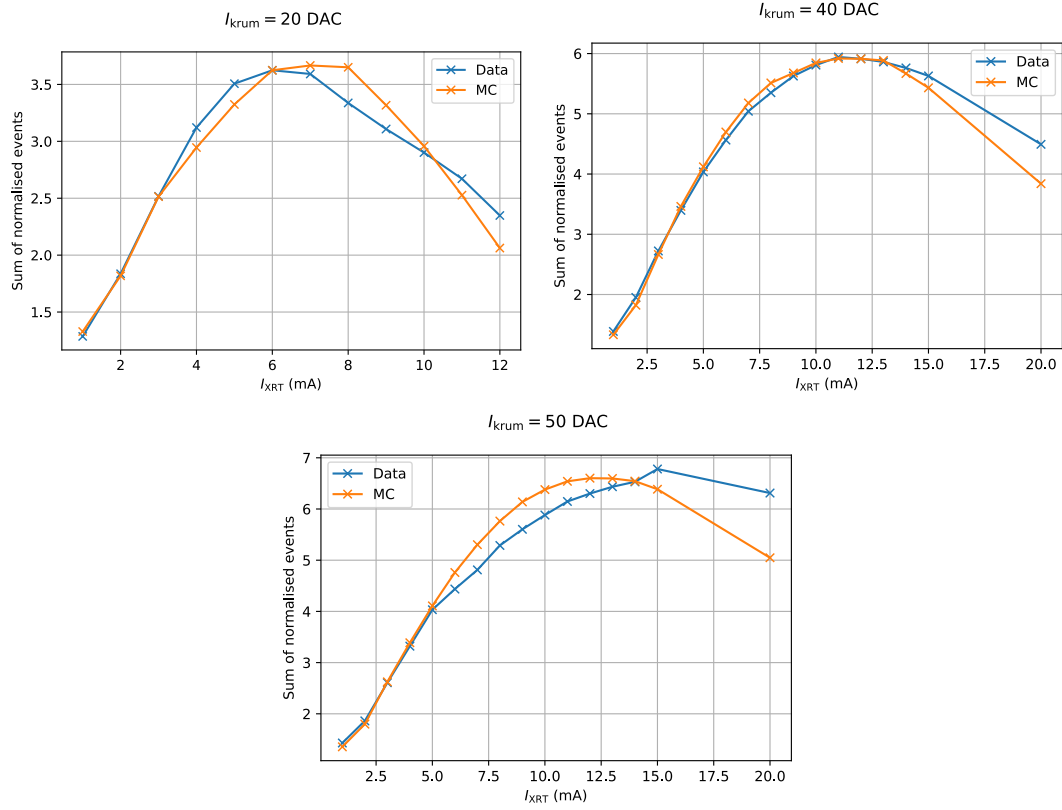 I_krum = 20 DAC
Sum of normalised events
3.5
3.0
2.5
2.0
1.5
Data
MC
2 4 6 8 10 12
I_XRT (mA)
I_krum = 40 DAC
Sum of normalised events
6
5
4
3
2
Data
MC
2.5 5.0 7.5 10.0 12.5 15.0 17.5 20.0
I_XRT (mA)
I_krum = 50 DAC
Sum of normalised events
7
6
5
4
3
2
Data
MC
2.5 5.0 7.5 10.0 12.5 15.0 17.5 20.0
I_XRT (mA)